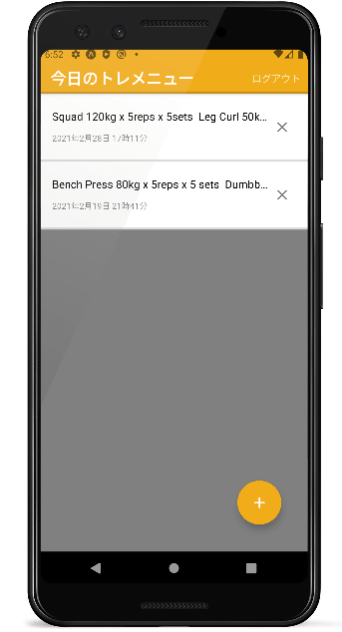 6:52
今日のトレメニュー
ログアウト
Squad 120kg x 5reps x 5sets Leg Curl 50k...
2021年2月28日 17時11分
Bench Press 80kg x 5reps x 5 sets Dumbb...
2021年2月19日 21時41分